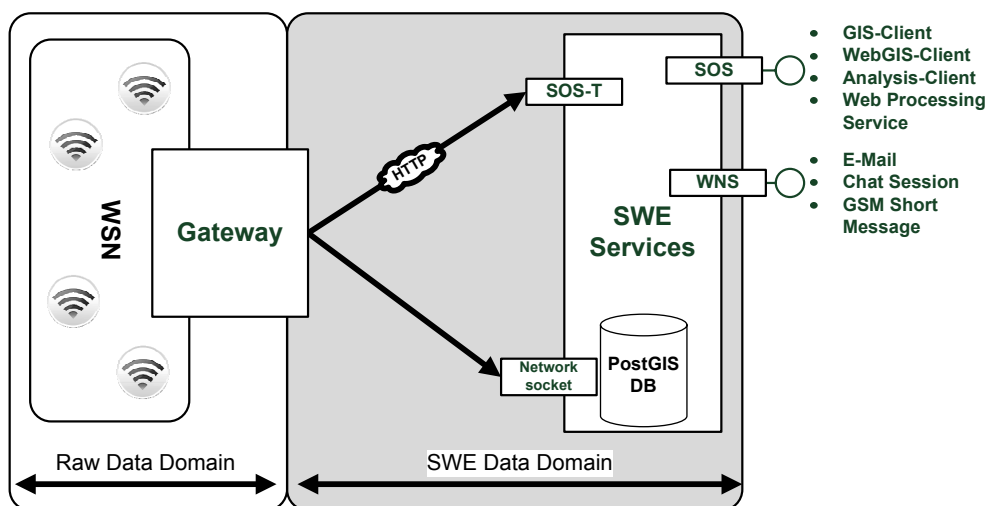 WSN
Gateway
HTTP
SOS-T
SOS
WNS
SWE
Services
Network
socket
PostGIS
DB
• GIS-Client
• WebGIS-Client
• Analysis-Client
• Web Processing
Service
• E-Mail
• Chat Session
• GSM Short
Message
Raw Data Domain
SWE Data Domain